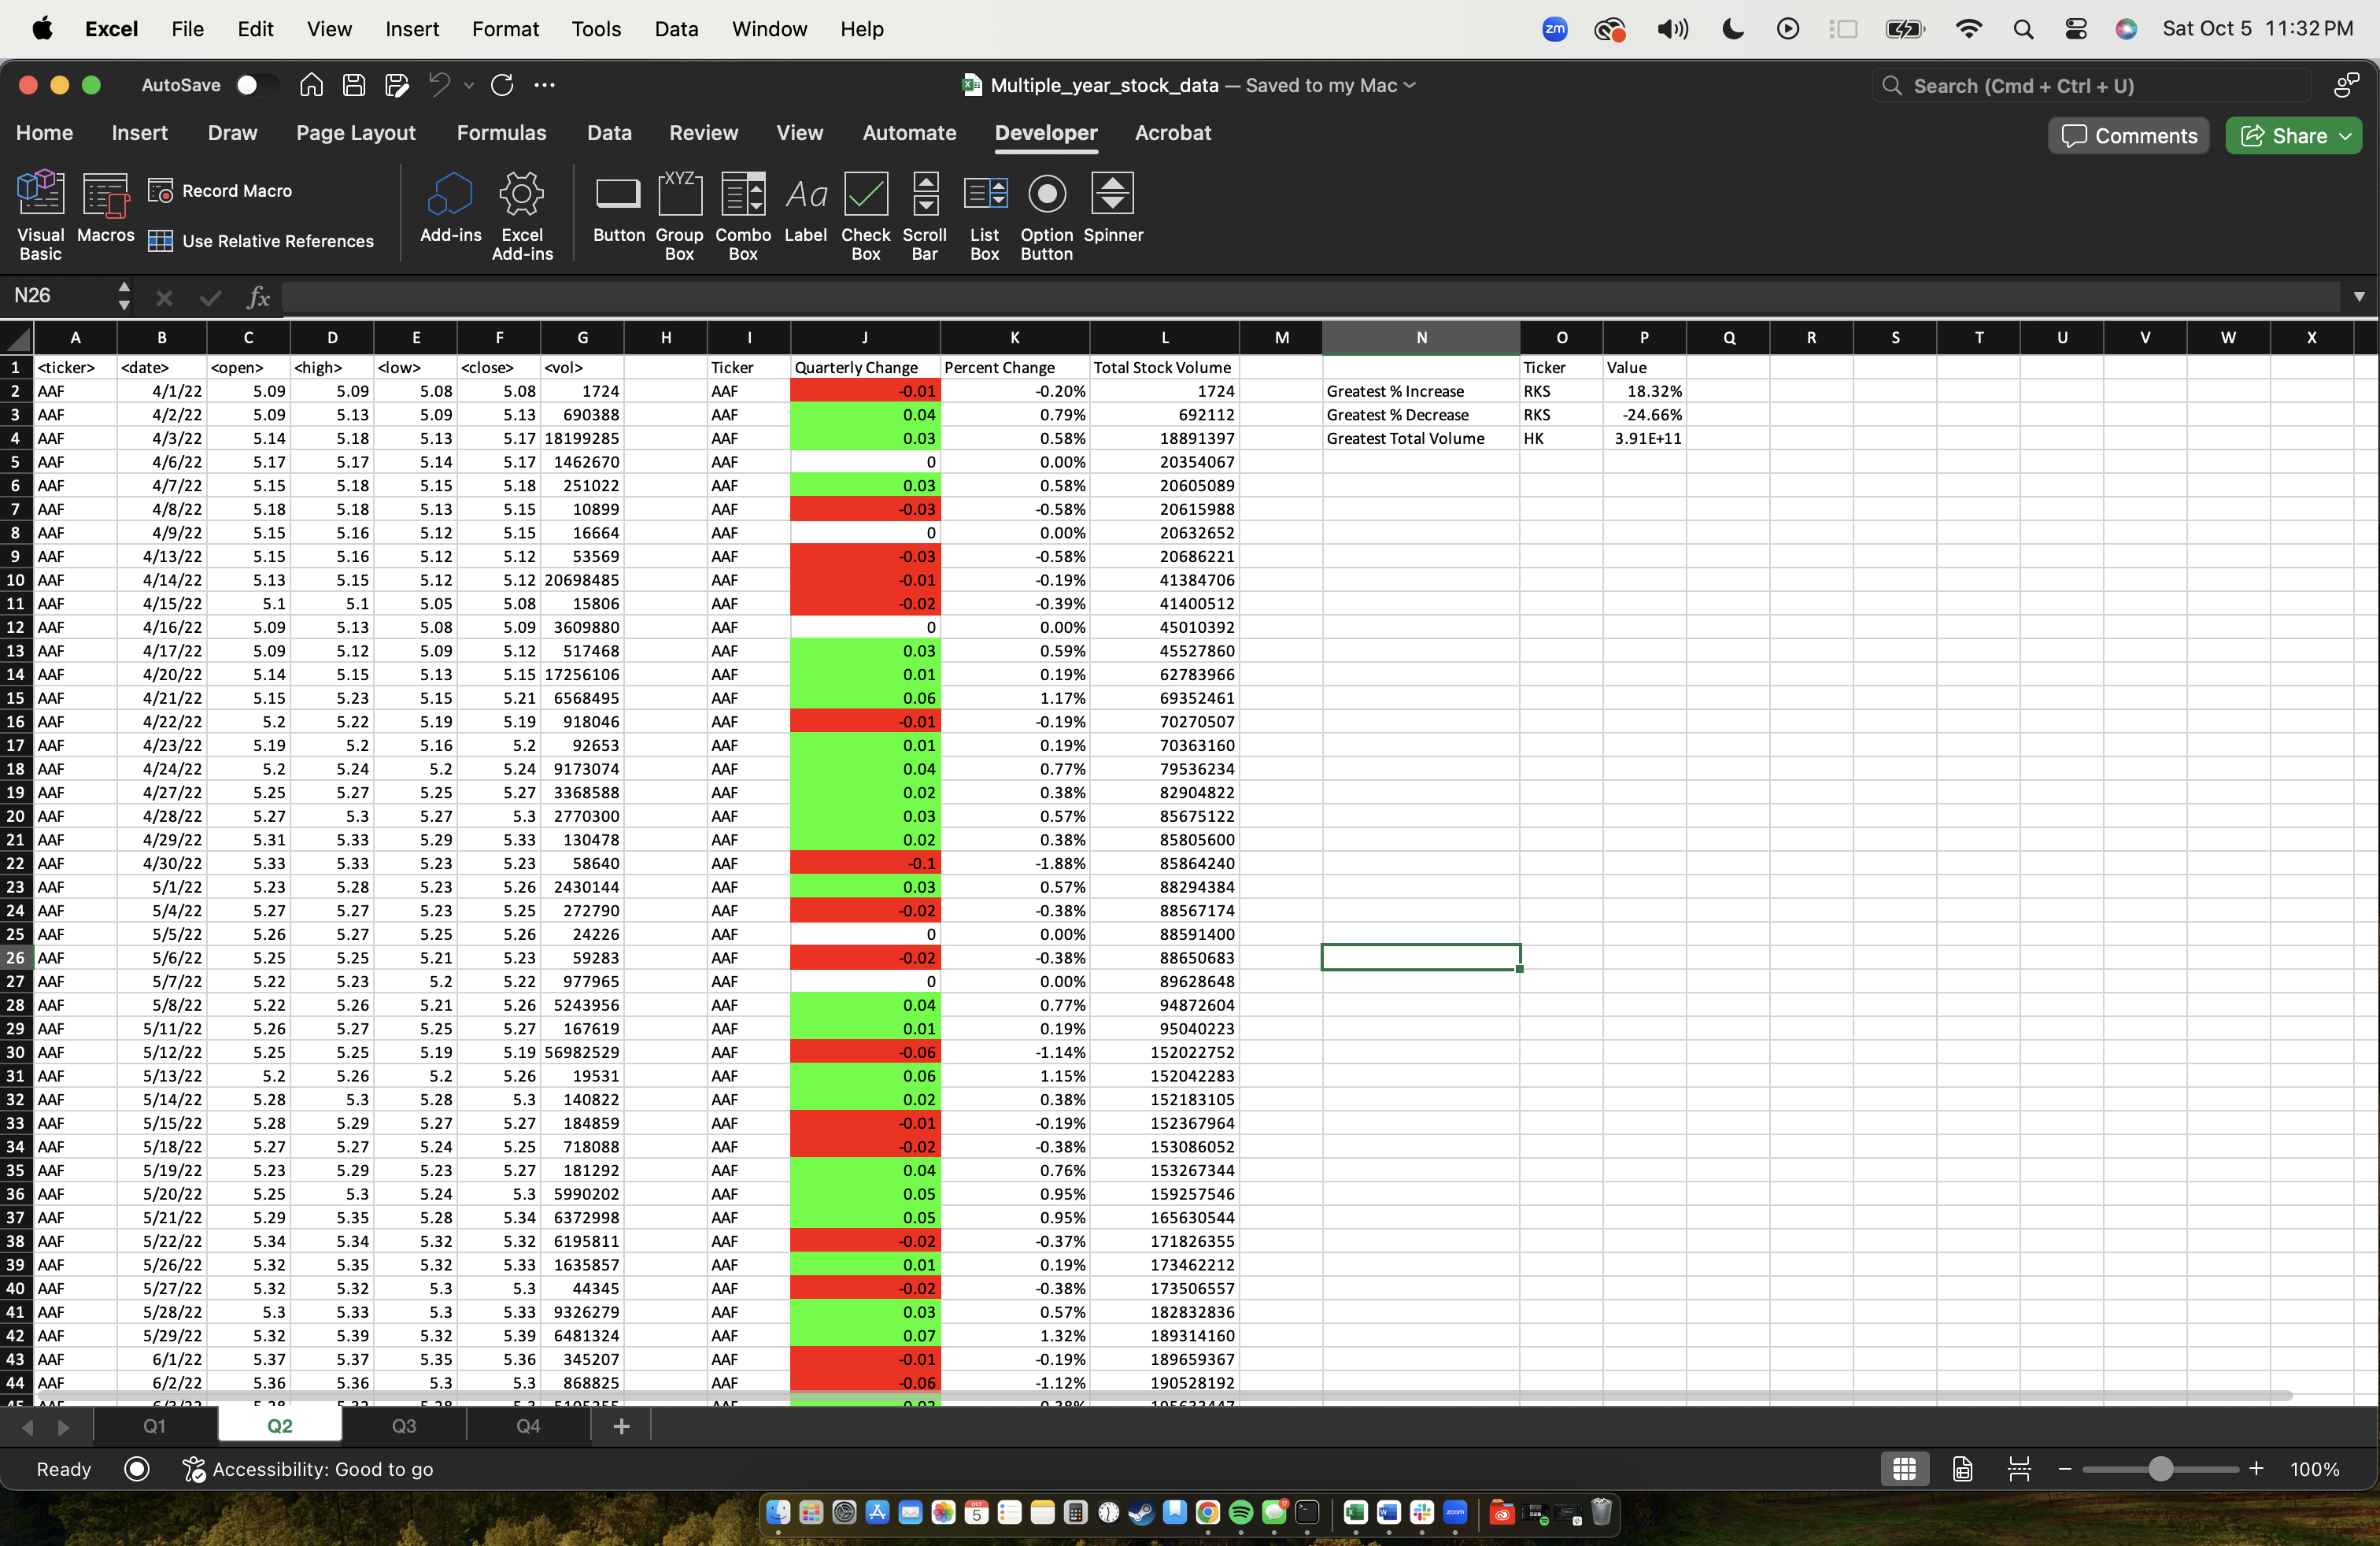 Excel File Edit View Insert Format Tools Data Window Help zm Sat Oct 5 11:32 PM
AutoSave Multiple_year_stock_data — Saved to my Mac Search (Cmd + Ctrl + U)
Home Insert Draw Page Layout Formulas Data Review View Automate Developer Acrobat Comments Share
Visual Basic Macros Record Macro Use Relative References Add-ins Excel Add-ins Button XYZ Group Box Combo Box Aa Label Check Box Scroll Bar List Box Option Button Spinner
N26 fx
A B C D E F G H I J K L M N O P Q R S T U V W X
1 <ticker> <date> <open> <high> <low> <close> <vol> Ticker Quarterly Change Percent Change Total Stock Volume Ticker Value
2 AAF 4/1/22 5.09 5.09 5.08 5.08 1724 AAF -0.01 -0.20% 1724 Greatest % Increase RKS 18.32%
3 AAF 4/2/22 5.09 5.13 5.09 5.13 690388 AAF 0.04 0.79% 692112 Greatest % Decrease RKS -24.66%
4 AAF 4/3/22 5.14 5.18 5.13 5.17 18199285 AAF 0.03 0.58% 18891397 Greatest Total Volume HK 3.91E+11
5 AAF 4/6/22 5.17 5.17 5.14 5.17 1462670 AAF 0 0.00% 20354067
6 AAF 4/7/22 5.15 5.18 5.15 5.18 251022 AAF 0.03 0.58% 20605089
7 AAF 4/8/22 5.18 5.18 5.13 5.15 10899 AAF -0.03 -0.58% 20615988
8 AAF 4/9/22 5.15 5.16 5.12 5.15 16664 AAF 0 0.00% 20632652
9 AAF 4/13/22 5.15 5.16 5.12 5.12 53569 AAF -0.03 -0.58% 20686221
10 AAF 4/14/22 5.13 5.15 5.12 5.12 20698485 AAF -0.01 -0.19% 41384706
11 AAF 4/15/22 5.1 5.1 5.05 5.08 15806 AAF -0.02 -0.39% 41400512
12 AAF 4/16/22 5.09 5.13 5.08 5.09 3609880 AAF 0 0.00% 45010392
13 AAF 4/17/22 5.09 5.12 5.09 5.12 517468 AAF 0.03 0.59% 45527860
14 AAF 4/20/22 5.14 5.15 5.13 5.15 17256106 AAF 0.01 0.19% 62783966
15 AAF 4/21/22 5.15 5.23 5.15 5.21 6568495 AAF 0.06 1.17% 69352461
16 AAF 4/22/22 5.2 5.22 5.19 5.19 918046 AAF -0.01 -0.19% 70270507
17 AAF 4/23/22 5.19 5.2 5.16 5.2 92653 AAF 0.01 0.19% 70363160
18 AAF 4/24/22 5.2 5.24 5.2 5.24 9173074 AAF 0.04 0.77% 79536234
19 AAF 4/27/22 5.25 5.27 5.25 5.27 3368588 AAF 0.02 0.38% 82904822
20 AAF 4/28/22 5.27 5.3 5.27 5.3 2770300 AAF 0.03 0.57% 85675122
21 AAF 4/29/22 5.31 5.33 5.29 5.33 130478 AAF 0.02 0.38% 85805600
22 AAF 4/30/22 5.33 5.33 5.23 5.23 58640 AAF -0.1 -1.88% 85864240
23 AAF 5/1/22 5.23 5.28 5.23 5.26 2430144 AAF 0.03 0.57% 88294384
24 AAF 5/4/22 5.27 5.27 5.23 5.25 272790 AAF -0.02 -0.38% 88567174
25 AAF 5/5/22 5.26 5.27 5.25 5.26 24226 AAF 0 0.00% 88591400
26 AAF 5/6/22 5.25 5.25 5.21 5.23 59283 AAF -0.02 -0.38% 88650683
27 AAF 5/7/22 5.22 5.23 5.2 5.22 977965 AAF 0 0.00% 89628648
28 AAF 5/8/22 5.22 5.26 5.21 5.26 5243956 AAF 0.04 0.77% 94872604
29 AAF 5/11/22 5.26 5.27 5.25 5.27 167619 AAF 0.01 0.19% 95040223
30 AAF 5/12/22 5.25 5.25 5.19 5.19 56982529 AAF -0.06 -1.14% 152022752
31 AAF 5/13/22 5.2 5.26 5.2 5.26 19531 AAF 0.06 1.15% 152042283
32 AAF 5/14/22 5.28 5.3 5.28 5.3 140822 AAF 0.02 0.38% 152183105
33 AAF 5/15/22 5.28 5.29 5.27 5.27 184859 AAF -0.01 -0.19% 152367964
34 AAF 5/18/22 5.27 5.27 5.24 5.25 718088 AAF -0.02 -0.38% 153086052
35 AAF 5/19/22 5.23 5.29 5.23 5.27 181292 AAF 0.04 0.76% 153267344
36 AAF 5/20/22 5.25 5.3 5.24 5.3 5990202 AAF 0.05 0.95% 159257546
37 AAF 5/21/22 5.29 5.35 5.28 5.34 6372998 AAF 0.05 0.95% 165630544
38 AAF 5/22/22 5.34 5.34 5.32 5.32 6195811 AAF -0.02 -0.37% 171826355
39 AAF 5/26/22 5.32 5.35 5.32 5.33 1635857 AAF 0.01 0.19% 173462212
40 AAF 5/27/22 5.32 5.32 5.3 5.3 44345 AAF -0.02 -0.38% 173506557
41 AAF 5/28/22 5.3 5.33 5.3 5.33 9326279 AAF 0.03 0.57% 182832836
42 AAF 5/29/22 5.32 5.39 5.32 5.39 6481324 AAF 0.07 1.32% 189314160
43 AAF 6/1/22 5.37 5.37 5.35 5.36 345207 AAF -0.01 -0.19% 189659367
44 AAF 6/2/22 5.36 5.36 5.3 5.3 868825 AAF -0.06 -1.12% 190528192
Q1 Q2 Q3 Q4
Ready Accessibility: Good to go 100%
OCT 5 17 zoom